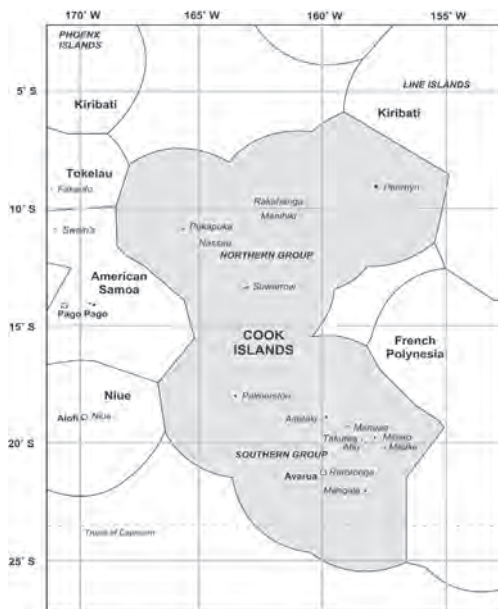 170° W
165° W
160° W
155° W
PHOENIX
ISLANDS
5° S
LINE ISLANDS
Kiribati
Kiribati
Tokelau
Fakaofo
Penrhyn
Rakahanga
Manihiki
10° S
Swain's
Pukapuka
Nassau
NORTHERN GROUP
American
Samoa
Suwarrow
Pago Pago
15° S
COOK
ISLANDS
French
Polynesia
Niue
Palmerston
Alofi
Niue
Aitutaki
Manuae
Takutea
Mitiaro
Atiu
Mauke
20° S
SOUTHERN GROUP
Avarua
Rarotonga
Mangaia
Tropic of Capricorn
25° S